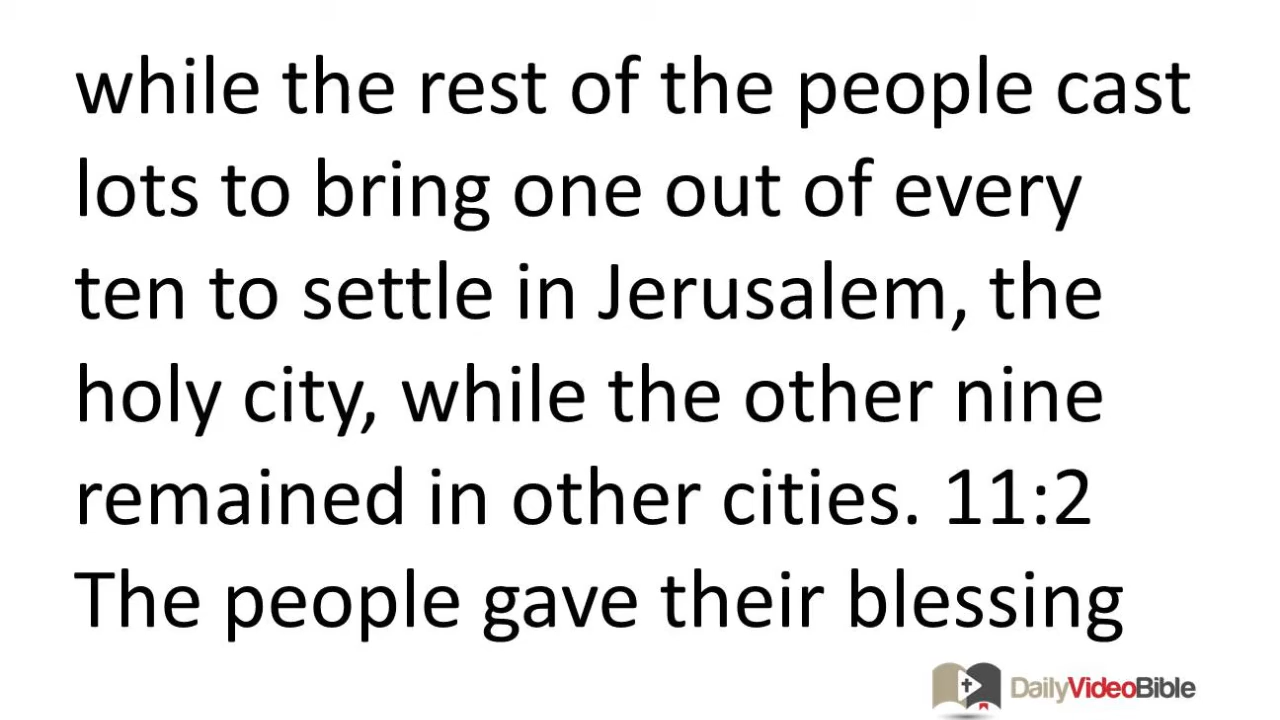 while the rest of the people cast
lots to bring one out of every
ten to settle in Jerusalem, the
holy city, while the other nine
remained in other cities. 11:2
The people gave their blessing
DailyVideoBible